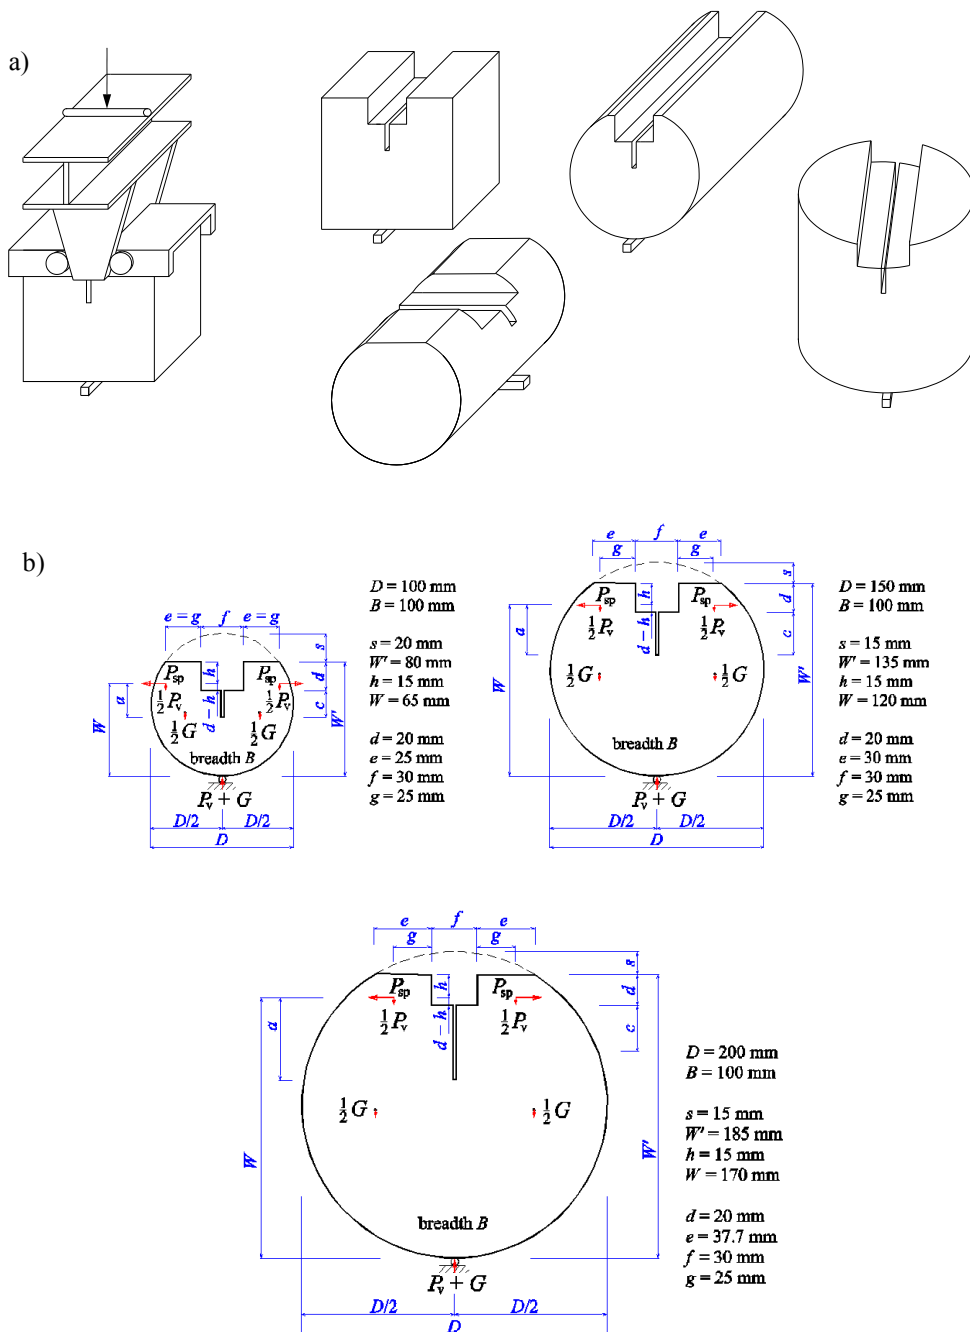 a)
b)
e = g f e = g
s
h
d
P_sp P_sp
a
½P_v ½P_v
d – h
c
W
W'
½G ½G
breadth B
P_v + G
D/2 D/2
D
D = 100 mm
B = 100 mm
s = 20 mm
W' = 80 mm
h = 15 mm
W = 65 mm
d = 20 mm
e = 25 mm
f = 30 mm
g = 25 mm
e f e
g g
s
h
d
P_sp P_sp
a
½P_v ½P_v
d – h
c
W
W'
½G ½G
breadth B
P_v + G
D/2 D/2
D
D = 150 mm
B = 100 mm
s = 15 mm
W' = 135 mm
h = 15 mm
W = 120 mm
d = 20 mm
e = 30 mm
f = 30 mm
g = 25 mm
e f e
g g
s
h
d
P_sp P_sp
a
½P_v ½P_v
d – h
c
W
W'
½G ½G
breadth B
P_v + G
D/2 D/2
D
D = 200 mm
B = 100 mm
s = 15 mm
W' = 185 mm
h = 15 mm
W = 170 mm
d = 20 mm
e = 37.7 mm
f = 30 mm
g = 25 mm